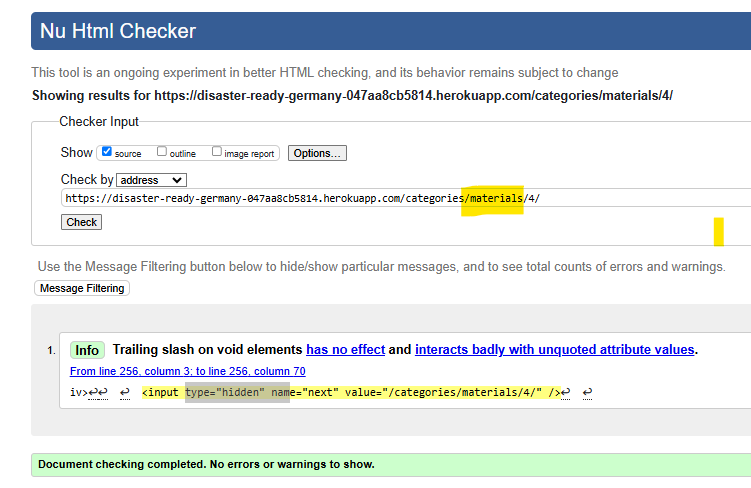 Nu Html Checker
This tool is an ongoing experiment in better HTML checking, and its behavior remains subject to change
Showing results for https://disaster-ready-germany-047aa8cb5814.herokuapp.com/categories/materials/4/
Checker Input
Show source outline image report Options...
Check by address
https://disaster-ready-germany-047aa8cb5814.herokuapp.com/categories/materials/4/
Check
Use the Message Filtering button below to hide/show particular messages, and to see total counts of errors and warnings.
Message Filtering
1. Info Trailing slash on void elements has no effect and interacts badly with unquoted attribute values.
From line 256, column 3; to line 256, column 70
iv>↩↩ ↩ <input type="hidden" name="next" value="/categories/materials/4/" />↩ ↩
Document checking completed. No errors or warnings to show.